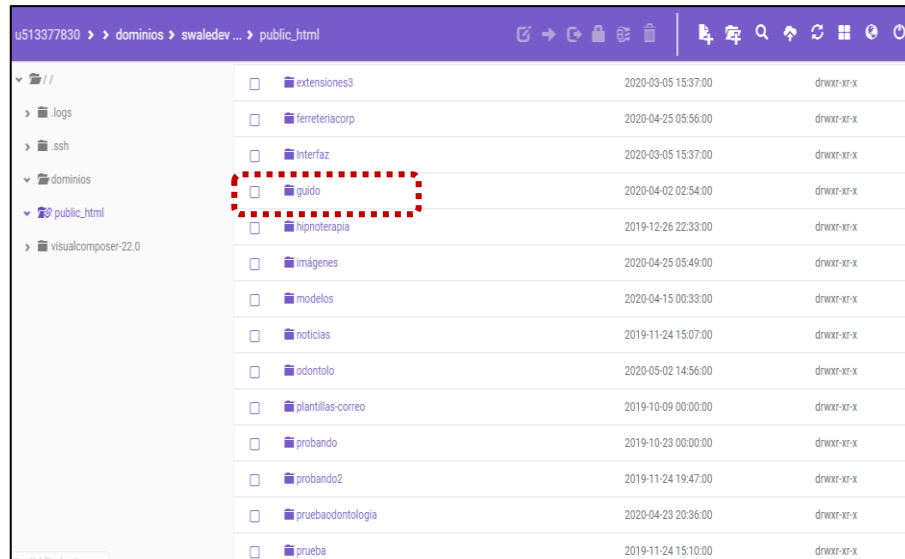 u513377830 > > dominios > swaledev ... > public_html
//
.logs
.ssh
dominios
public_html
visualcomposer-22.0
extensiones3 2020-03-05 15:37:00 drwxr-xr-x
ferreteriacorp 2020-04-25 05:56:00 drwxr-xr-x
Interfaz 2020-03-05 15:37:00 drwxr-xr-x
guido 2020-04-02 02:54:00 drwxr-xr-x
hipnoterapia 2019-12-26 22:33:00 drwxr-xr-x
imágenes 2020-04-25 05:49:00 drwxr-xr-x
modelos 2020-04-15 00:33:00 drwxr-xr-x
noticias 2019-11-24 15:07:00 drwxr-xr-x
odontolo 2020-05-02 14:56:00 drwxr-xr-x
plantillas-correo 2019-10-09 00:00:00 drwxr-xr-x
probando 2019-10-23 00:00:00 drwxr-xr-x
probando2 2019-11-24 19:47:00 drwxr-xr-x
pruebaodontologia 2020-04-23 20:36:00 drwxr-xr-x
prueba 2019-11-24 15:10:00 drwxr-xr-x